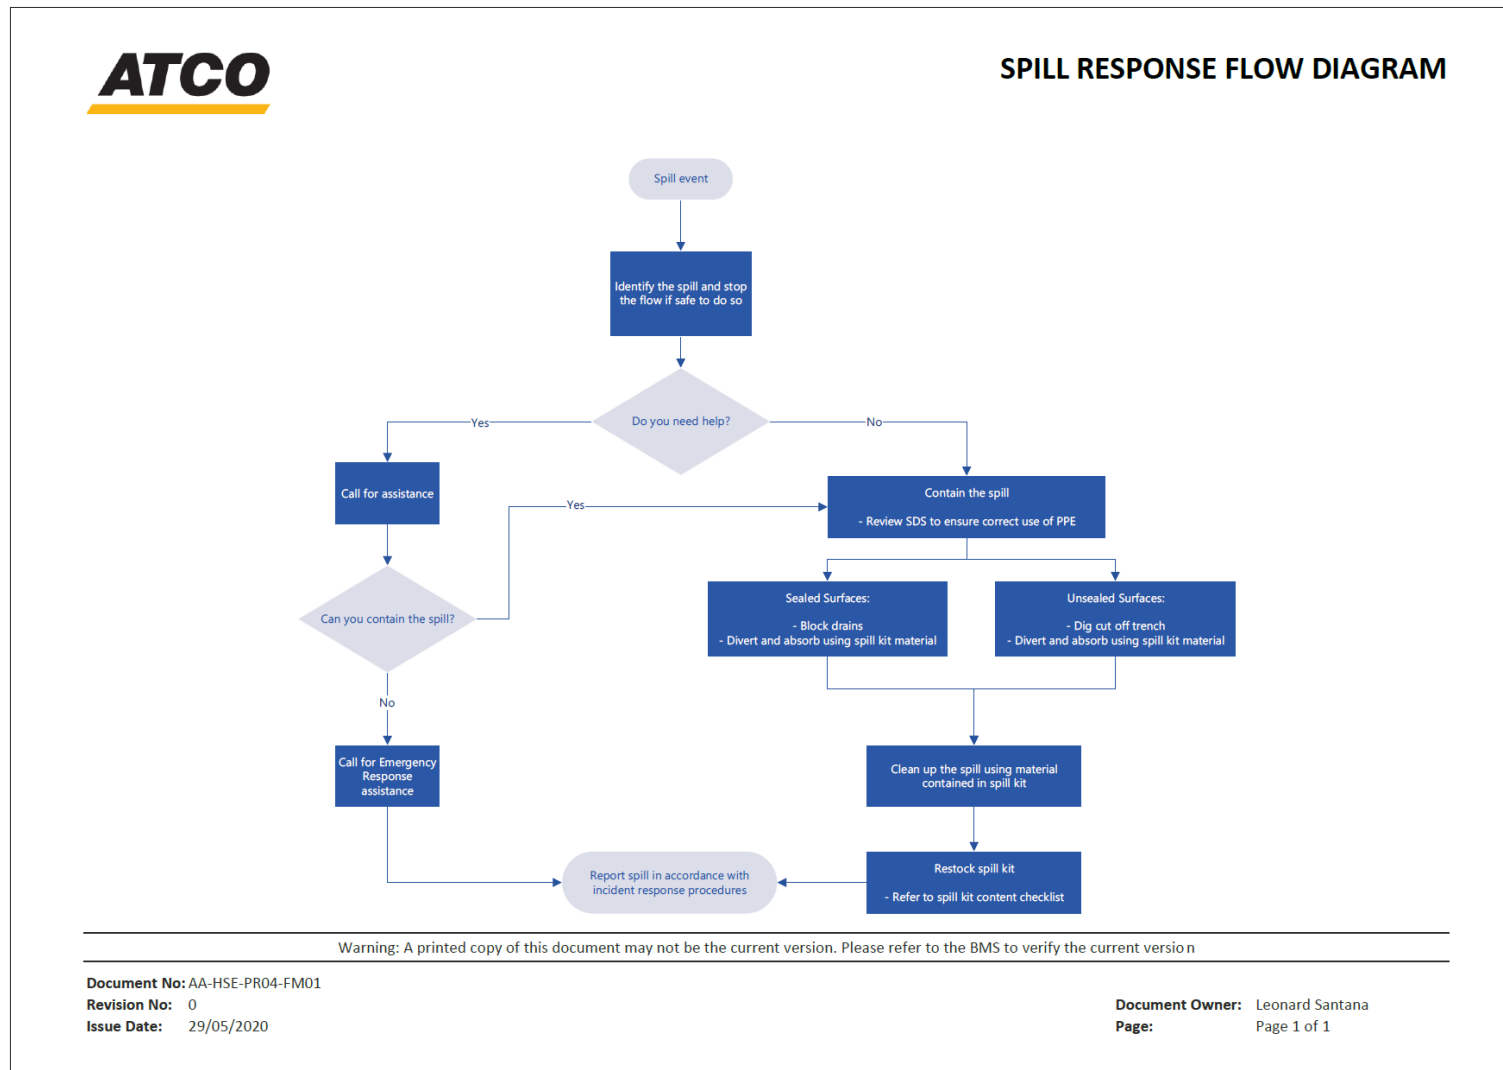 ATCO
SPILL RESPONSE FLOW DIAGRAM
Spill event
Identify the spill and stop
the flow if safe to do so
Do you need help?
Yes
No
Call for assistance
Contain the spill
- Review SDS to ensure correct use of PPE
Yes
Can you contain the spill?
Sealed Surfaces:
- Block drains
- Divert and absorb using spill kit material
Unsealed Surfaces:
- Dig cut off trench
- Divert and absorb using spill kit material
No
Call for Emergency
Response
assistance
Clean up the spill using material
contained in spill kit
Restock spill kit
- Refer to spill kit content checklist
Report spill in accordance with
incident response procedures
Warning: A printed copy of this document may not be the current version. Please refer to the BMS to verify the current version
Document No: AA-HSE-PR04-FM01
Revision No: 0
Issue Date: 29/05/2020
Document Owner: Leonard Santana
Page: Page 1 of 1